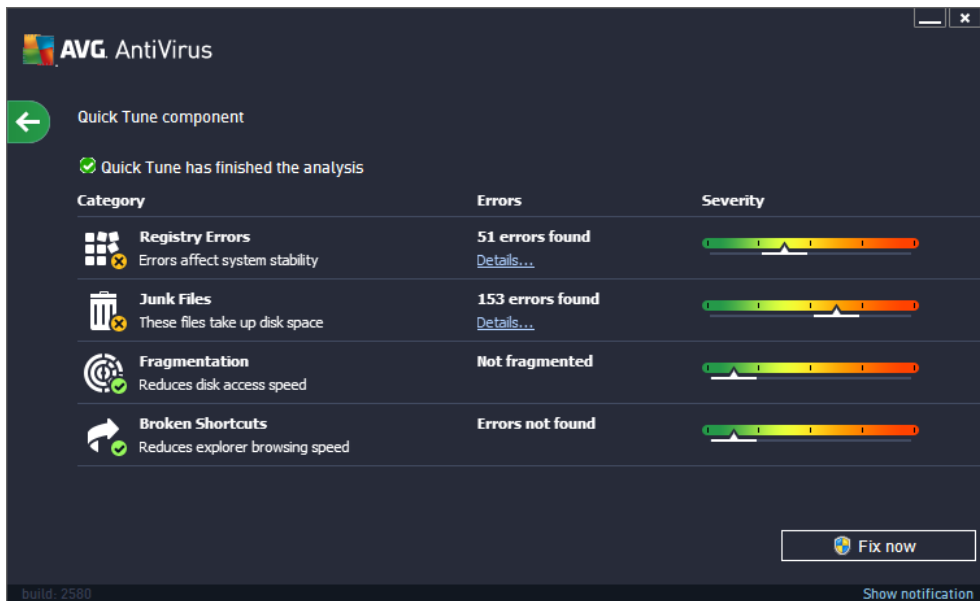 AVG. AntiVirus
Quick Tune component
Quick Tune has finished the analysis
Category Errors Severity
Registry Errors 51 errors found
Errors affect system stability Details...
Junk Files 153 errors found
These files take up disk space Details...
Fragmentation Not fragmented
Reduces disk access speed
Broken Shortcuts Errors not found
Reduces explorer browsing speed
Fix now
build: 2580 Show notification